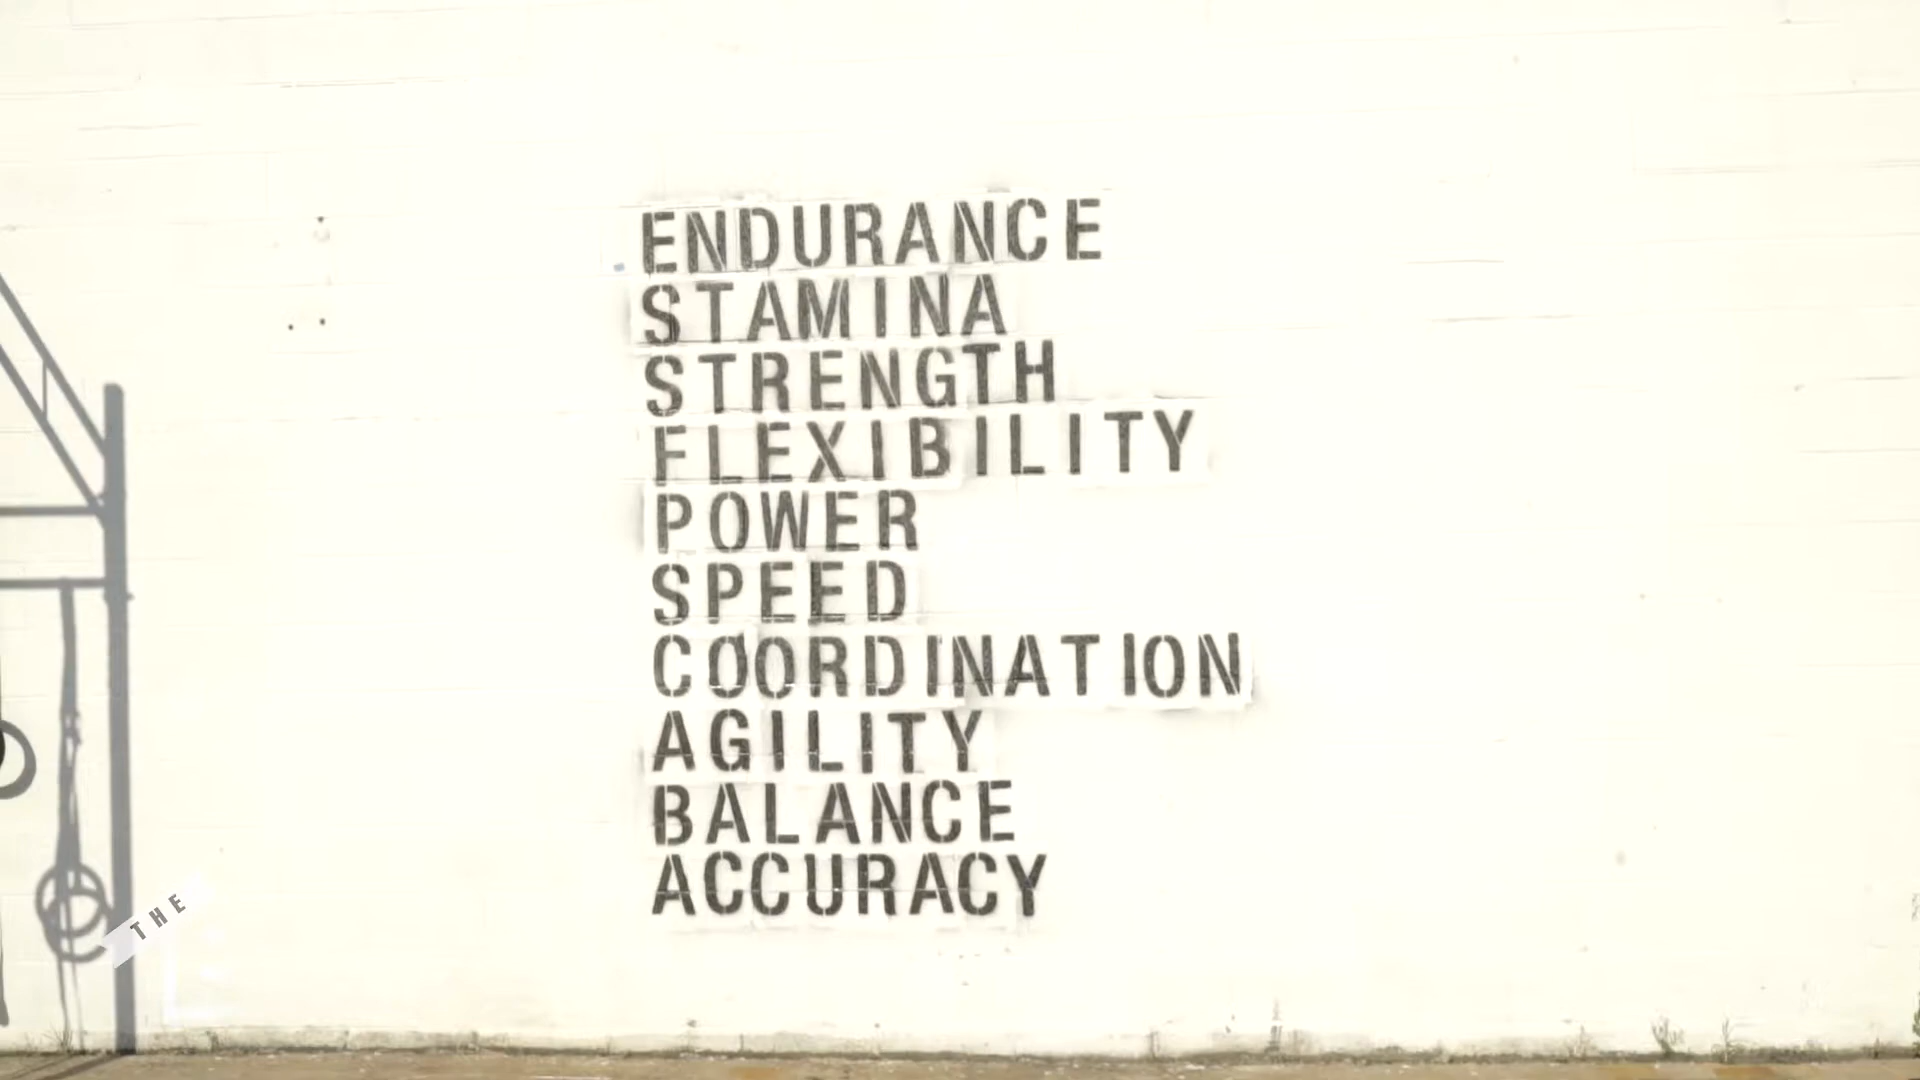 ENDURANCE
STAMINA
STRENGTH
FLEXIBILITY
POWER
SPEED
COORDINATION
AGILITY
BALANCE
ACCURACY
THE